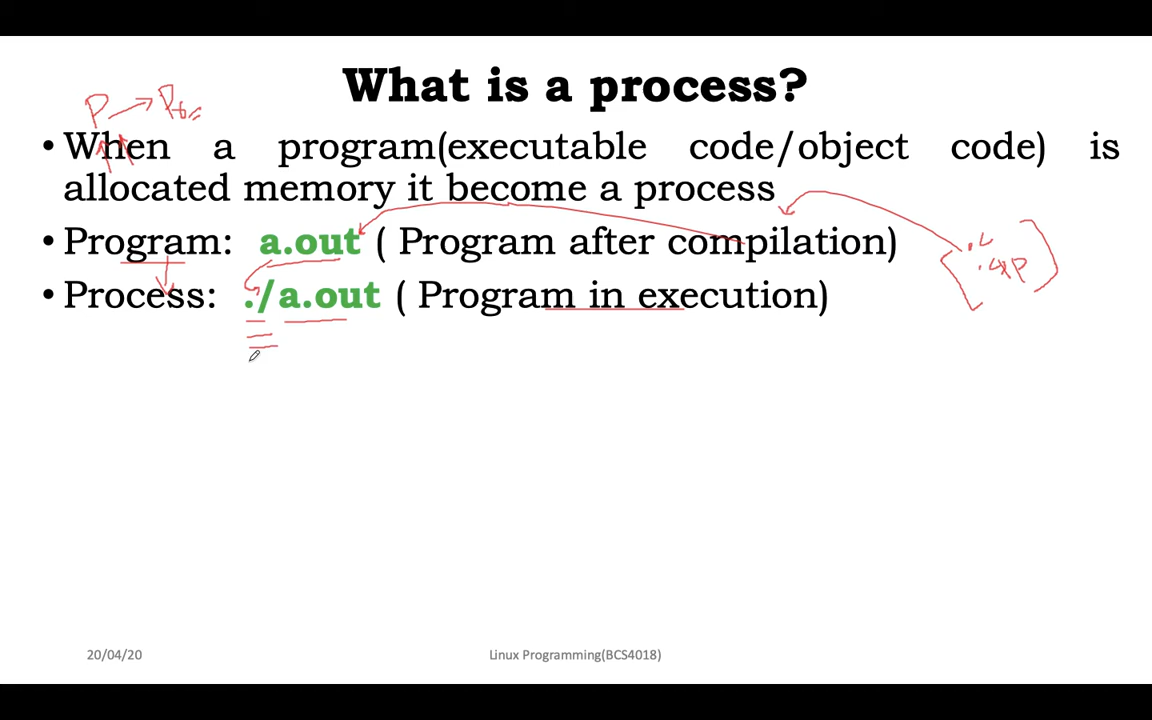 What is a process?
P → Pro
• When a program(executable code/object code) is
allocated memory it become a process
• Program: a.out ( Program after compilation)
• Process: ./a.out ( Program in execution)
20/04/20
Linux Programming(BCS4018)